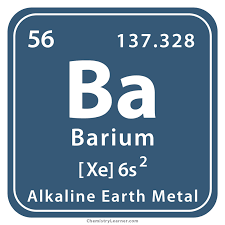 56 137.328
Ba
Barium
[Xe] 6s²
Alkaline Earth Metal
ChemistryLearner.com